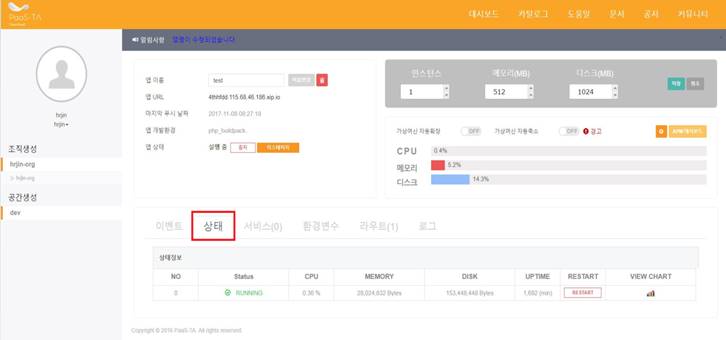 PaaS-TA
대시보드 카탈로그 도움말 문서 공지 커뮤니티
알림사항 앱명이 수정되었습니다.
hrjin
hrjin
조직생성
hrjin-org
hrjin-org
공간생성
dev
앱 이름 test
앱 URL 4thhfdd.115.68.46.186.xip.io
마지막 푸시 날짜 2017-11-08 08:27:18
앱 개발환경 php_buildpack.
앱 상태 실행 중 중지 리스테이지
인스턴스 메모리(MB) 디스크(MB)
1 512 1024 저장 취소
가상머신 자동확장 OFF 가상머신 자동축소 OFF 경고
CPU 0.4%
메모리 5.2%
디스크 14.3%
이벤트 상태 서비스(0) 환경변수 라우트(1) 로그
상태정보
NO Status CPU MEMORY DISK UPTIME RESTART VIEW CHART
0 RUNNING 0.36 % 28,024,832 Bytes 153,448,448 Bytes 1,692 (min) RESTART
Copyright © 2016 PaaS-TA. All rights reserved.